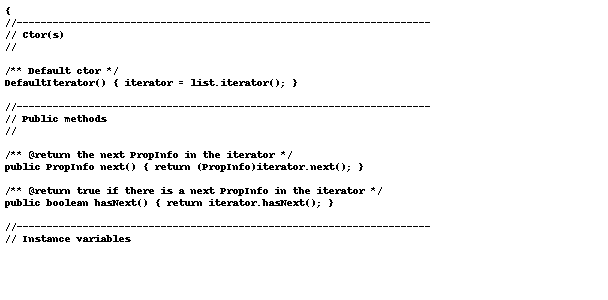 {
//---------------------------------------------------------------------
// Ctor(s)
//
/** Default ctor */
DefaultIterator() { iterator = list.iterator(); }
//---------------------------------------------------------------------
// Public methods
//
/** @return the next PropInfo in the iterator */
public PropInfo next() { return (PropInfo)iterator.next(); }
/** @return true if there is a next PropInfo in the iterator */
public boolean hasNext() { return iterator.hasNext(); }
//---------------------------------------------------------------------
// Instance variables